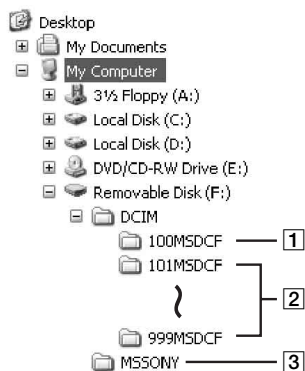 Desktop
My Documents
My Computer
3½ Floppy (A:)
Local Disk (C:)
Local Disk (D:)
DVD/CD-RW Drive (E:)
Removable Disk (F:)
DCIM
100MSDCF 1
101MSDCF
2
999MSDCF
MSSONY 3